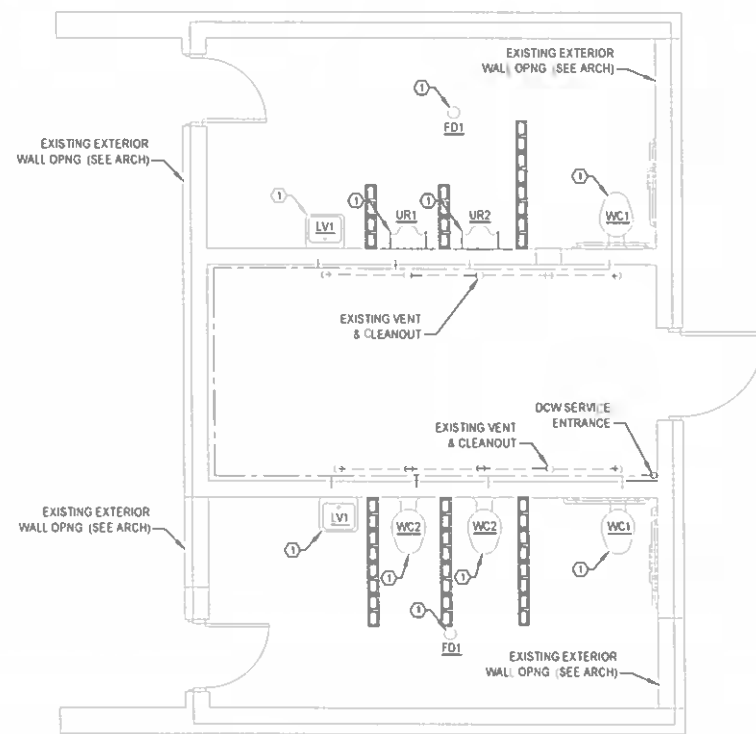 EXISTING EXTERIOR
WALL OPNG (SEE ARCH)
1
FD1
EXISTING EXTERIOR
WALL OPNG (SEE ARCH)
1
1
1
1
LV1
UR1
UR2
WC1
EXISTING VENT
& CLEANOUT
DCW SERVICE
ENTRANCE
EXISTING VENT
& CLEANOUT
EXISTING EXTERIOR
WALL OPNG (SEE ARCH)
LV1
WC2
WC2
WC1
1
1
1
1
1
FD1
EXISTING EXTERIOR
WALL OPNG (SEE ARCH)